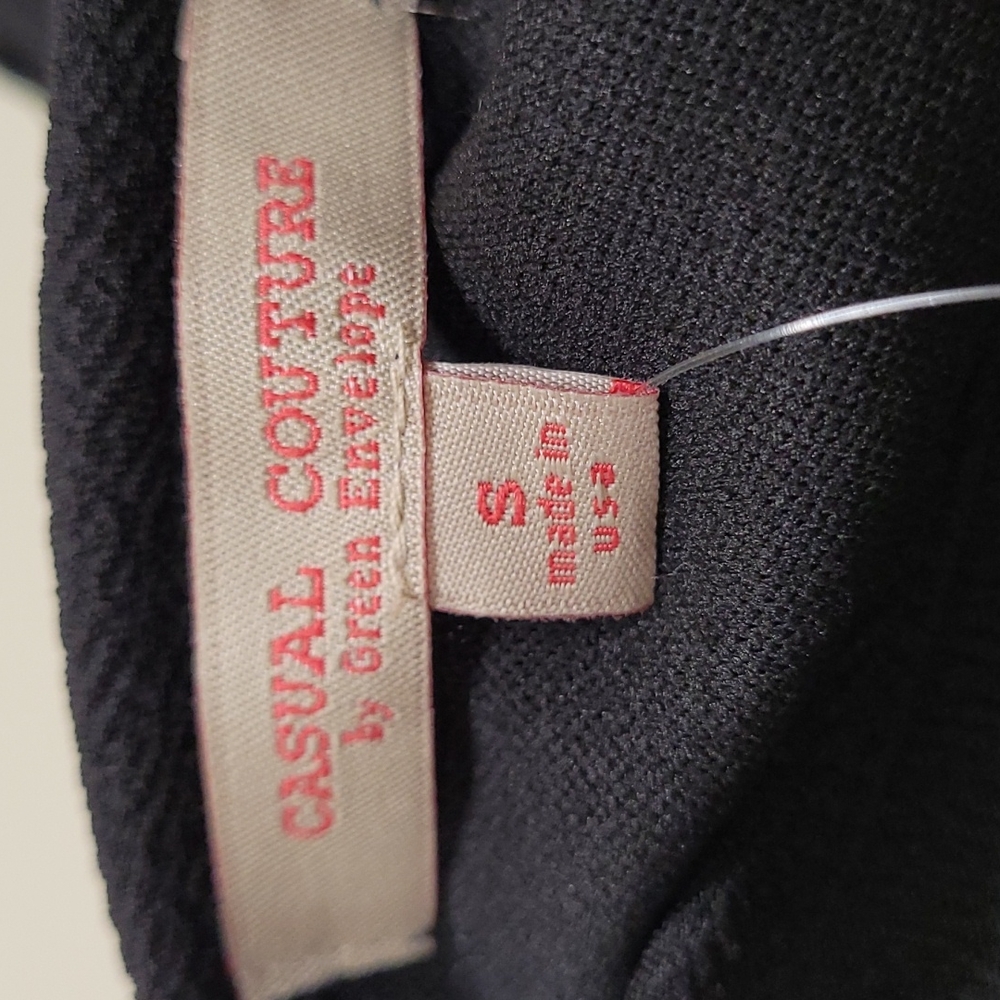 CASUAL COUTURE
by Green Envelope
S
made in
usa